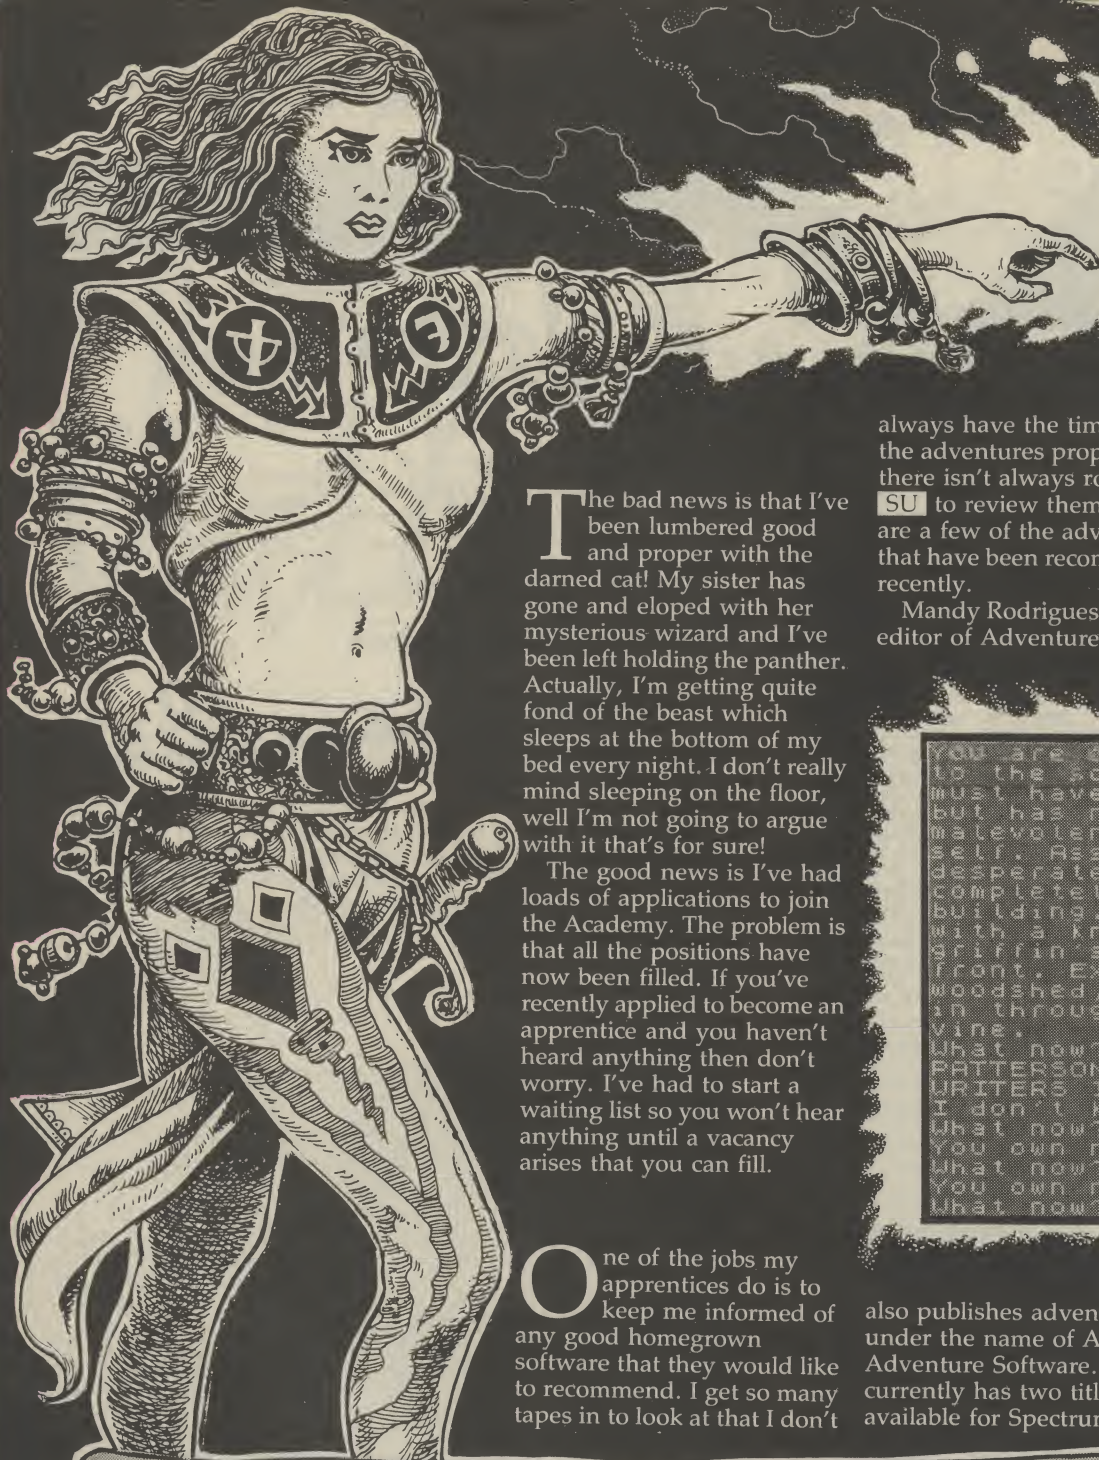 The bad news is that I've
been lumbered good
and proper with the
darned cat! My sister has
gone and eloped with her
mysterious wizard and I've
been left holding the panther.
Actually, I'm getting quite
fond of the beast which
sleeps at the bottom of my
bed every night. I don't really
mind sleeping on the floor,
well I'm not going to argue
with it that's for sure!
The good news is I've had
loads of applications to join
the Academy. The problem is
that all the positions have
now been filled. If you've
recently applied to become an
apprentice and you haven't
heard anything then don't
worry. I've had to start a
waiting list so you won't hear
anything until a vacancy
arises that you can fill.
One of the jobs my
apprentices do is to
keep me informed of
any good homegrown
software that they would like
to recommend. I get so many
tapes in to look at that I don't
always have the tim
the adventures prop
there isn't always ro
SU to review them
are a few of the adv
that have been recom
recently.
Mandy Rodrigues
editor of Adventure
You are
to the so
must have
but has
malevolen
self. Ass
desperate
complete
building.
with a kn
griffin s
front. Es
woodshed
in throug
vine.
What now
PATTERSON
WRITERS
I don't k
What now
You own n
What now
You own n
What now
also publishes adven
under the name of A
Adventure Software.
currently has two titl
available for Spectrum